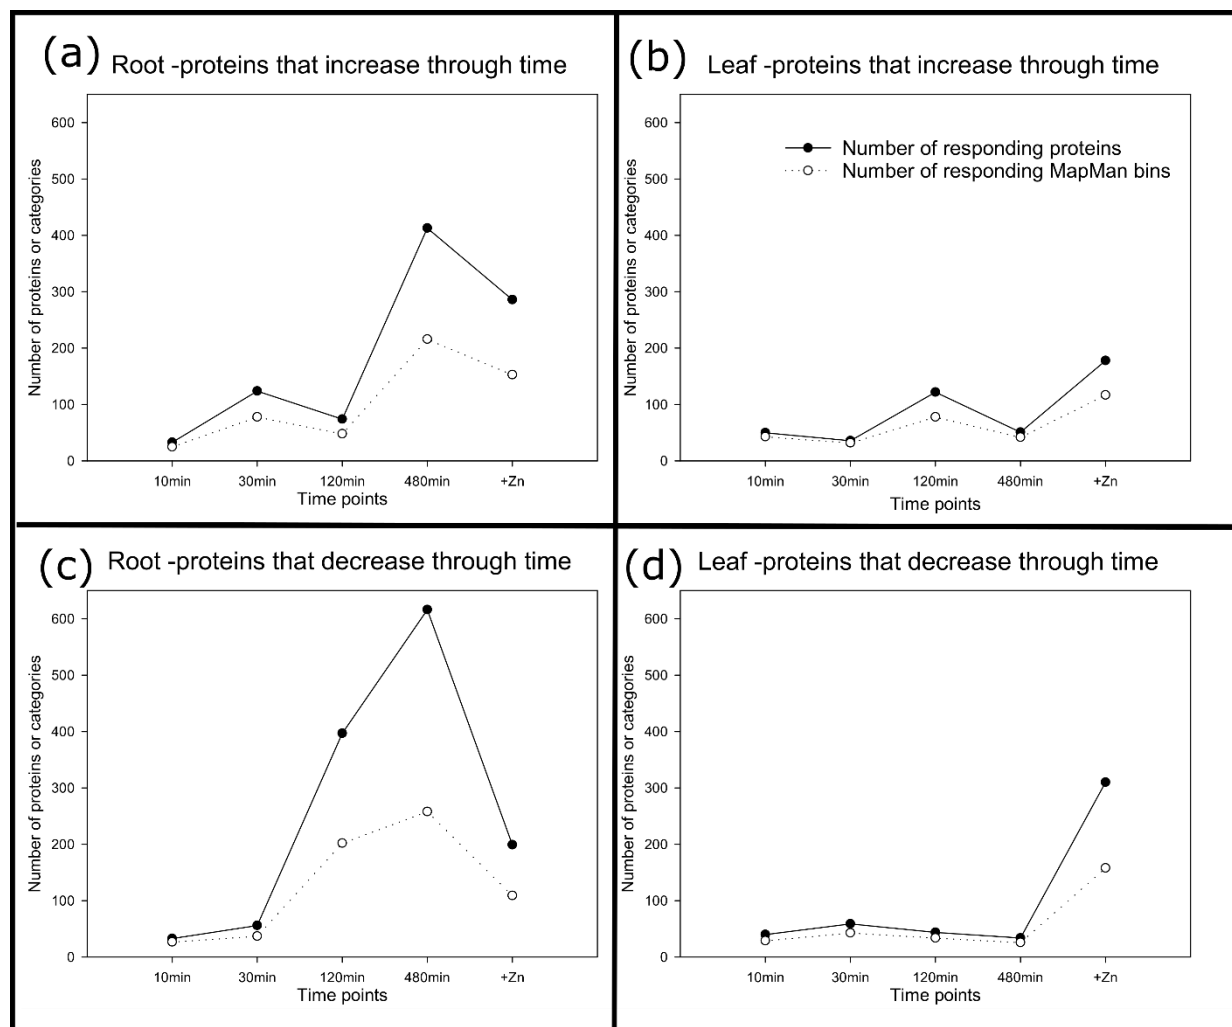 (a) Root -proteins that increase through time
Number of proteins or categories
600
500
400
300
200
100
0
10min 30min 120min 480min +Zn
Time points
(b) Leaf -proteins that increase through time
Number of responding proteins
Number of responding MapMan bins
Number of proteins or categories
600
500
400
300
200
100
0
10min 30min 120min 480min +Zn
Time points
(c) Root -proteins that decrease through time
Number of proteins or categories
600
500
400
300
200
100
0
10min 30min 120min 480min +Zn
Time points
(d) Leaf -proteins that decrease through time
Number of proteins or categories
600
500
400
300
200
100
0
10min 30min 120min 480min +Zn
Time points